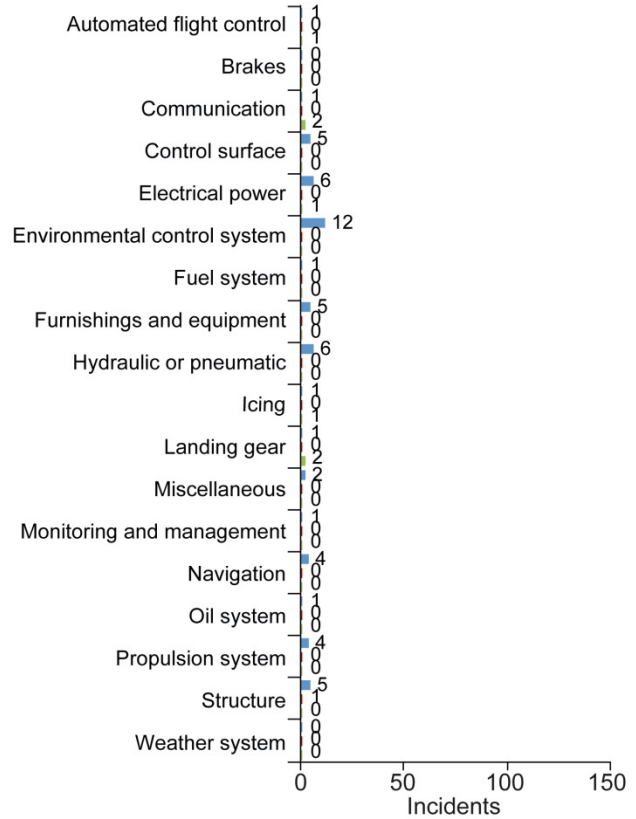 1
Automated flight control 0
1
0
Brakes 0
0
1
Communication 0
2
5
Control surface 0
0
6
Electrical power 0
1
12
Environmental control system 0
0
1
Fuel system 0
0
5
Furnishings and equipment 0
0
6
Hydraulic or pneumatic 0
0
1
Icing 0
1
1
Landing gear 0
2
2
Miscellaneous 0
0
1
Monitoring and management 0
0
4
Navigation 0
0
1
Oil system 0
0
4
Propulsion system 0
0
5
Structure 1
0
0
Weather system 0
0
0 50 100 150
Incidents